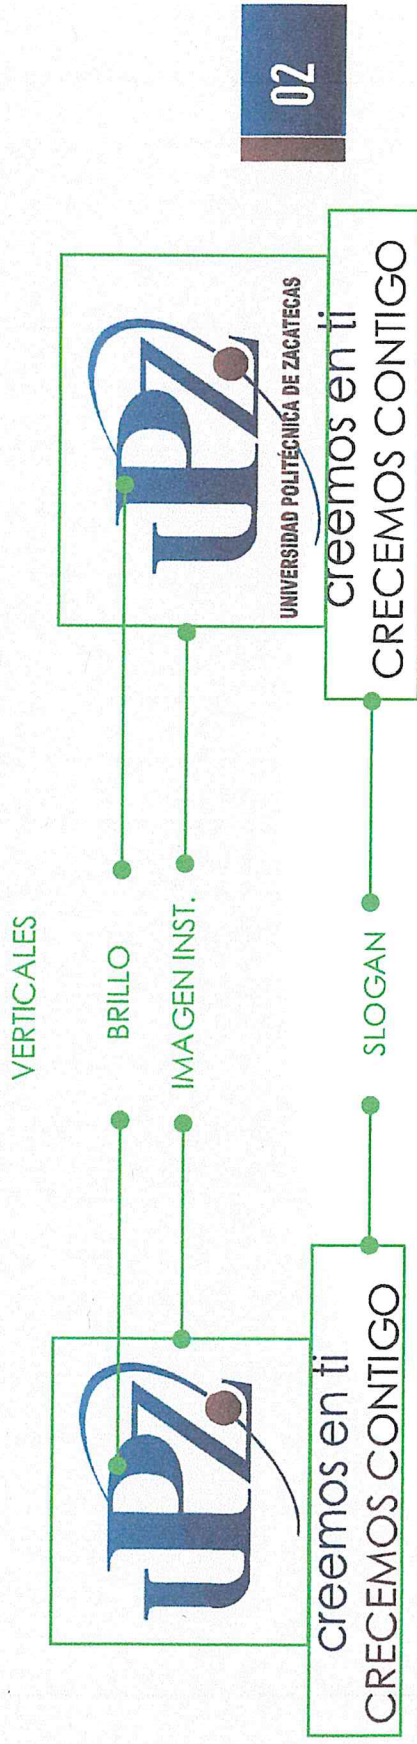 VERTICALES
BRILLO
IMAGEN INST.
SLOGAN
UPZ
creemos en ti
CRECEMOS CONTIGO
UPZ
UNIVERSIDAD POLITÉCNICA DE ZACATECAS
creemos en ti
CRECEMOS CONTIGO
02